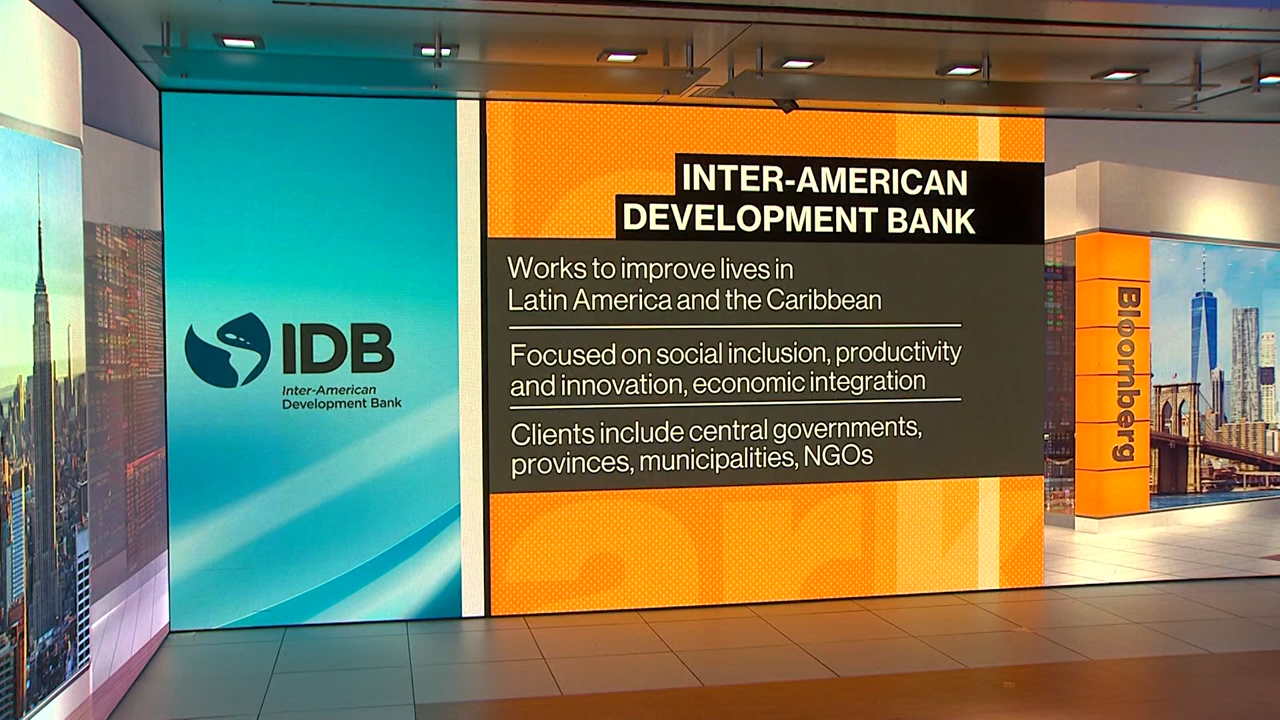 IDB
Inter-American
Development Bank
INTER-AMERICAN
DEVELOPMENT BANK
Works to improve lives in
Latin America and the Caribbean
Focused on social inclusion, productivity
and innovation, economic integration
Clients include central governments,
provinces, municipalities, NGOs
Bloomberg